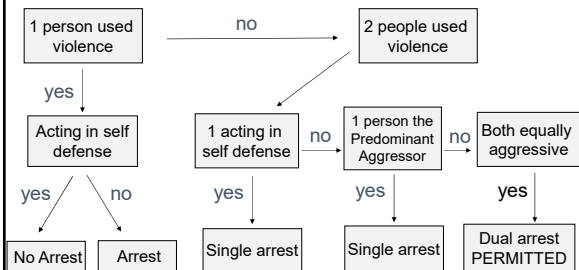 1 person used
violence
no
2 people used
violence
yes
Acting in self
defense
1 acting in
self defense
no
1 person the
Predominant
Aggressor
no
Both equally
aggressive
yes
no
yes
yes
yes
No Arrest
Arrest
Single arrest
Single arrest
Dual arrest
PERMITTED